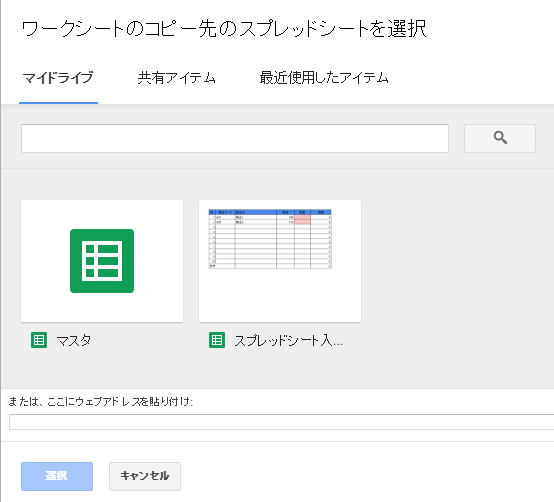 ワークシートのコピー先のスプレッドシートを選択
マイドライブ 共有アイテム 最近使用したアイテム
マスタ スプレッドシート入...
または、ここにウェブアドレスを貼り付け:
選択 キャンセル